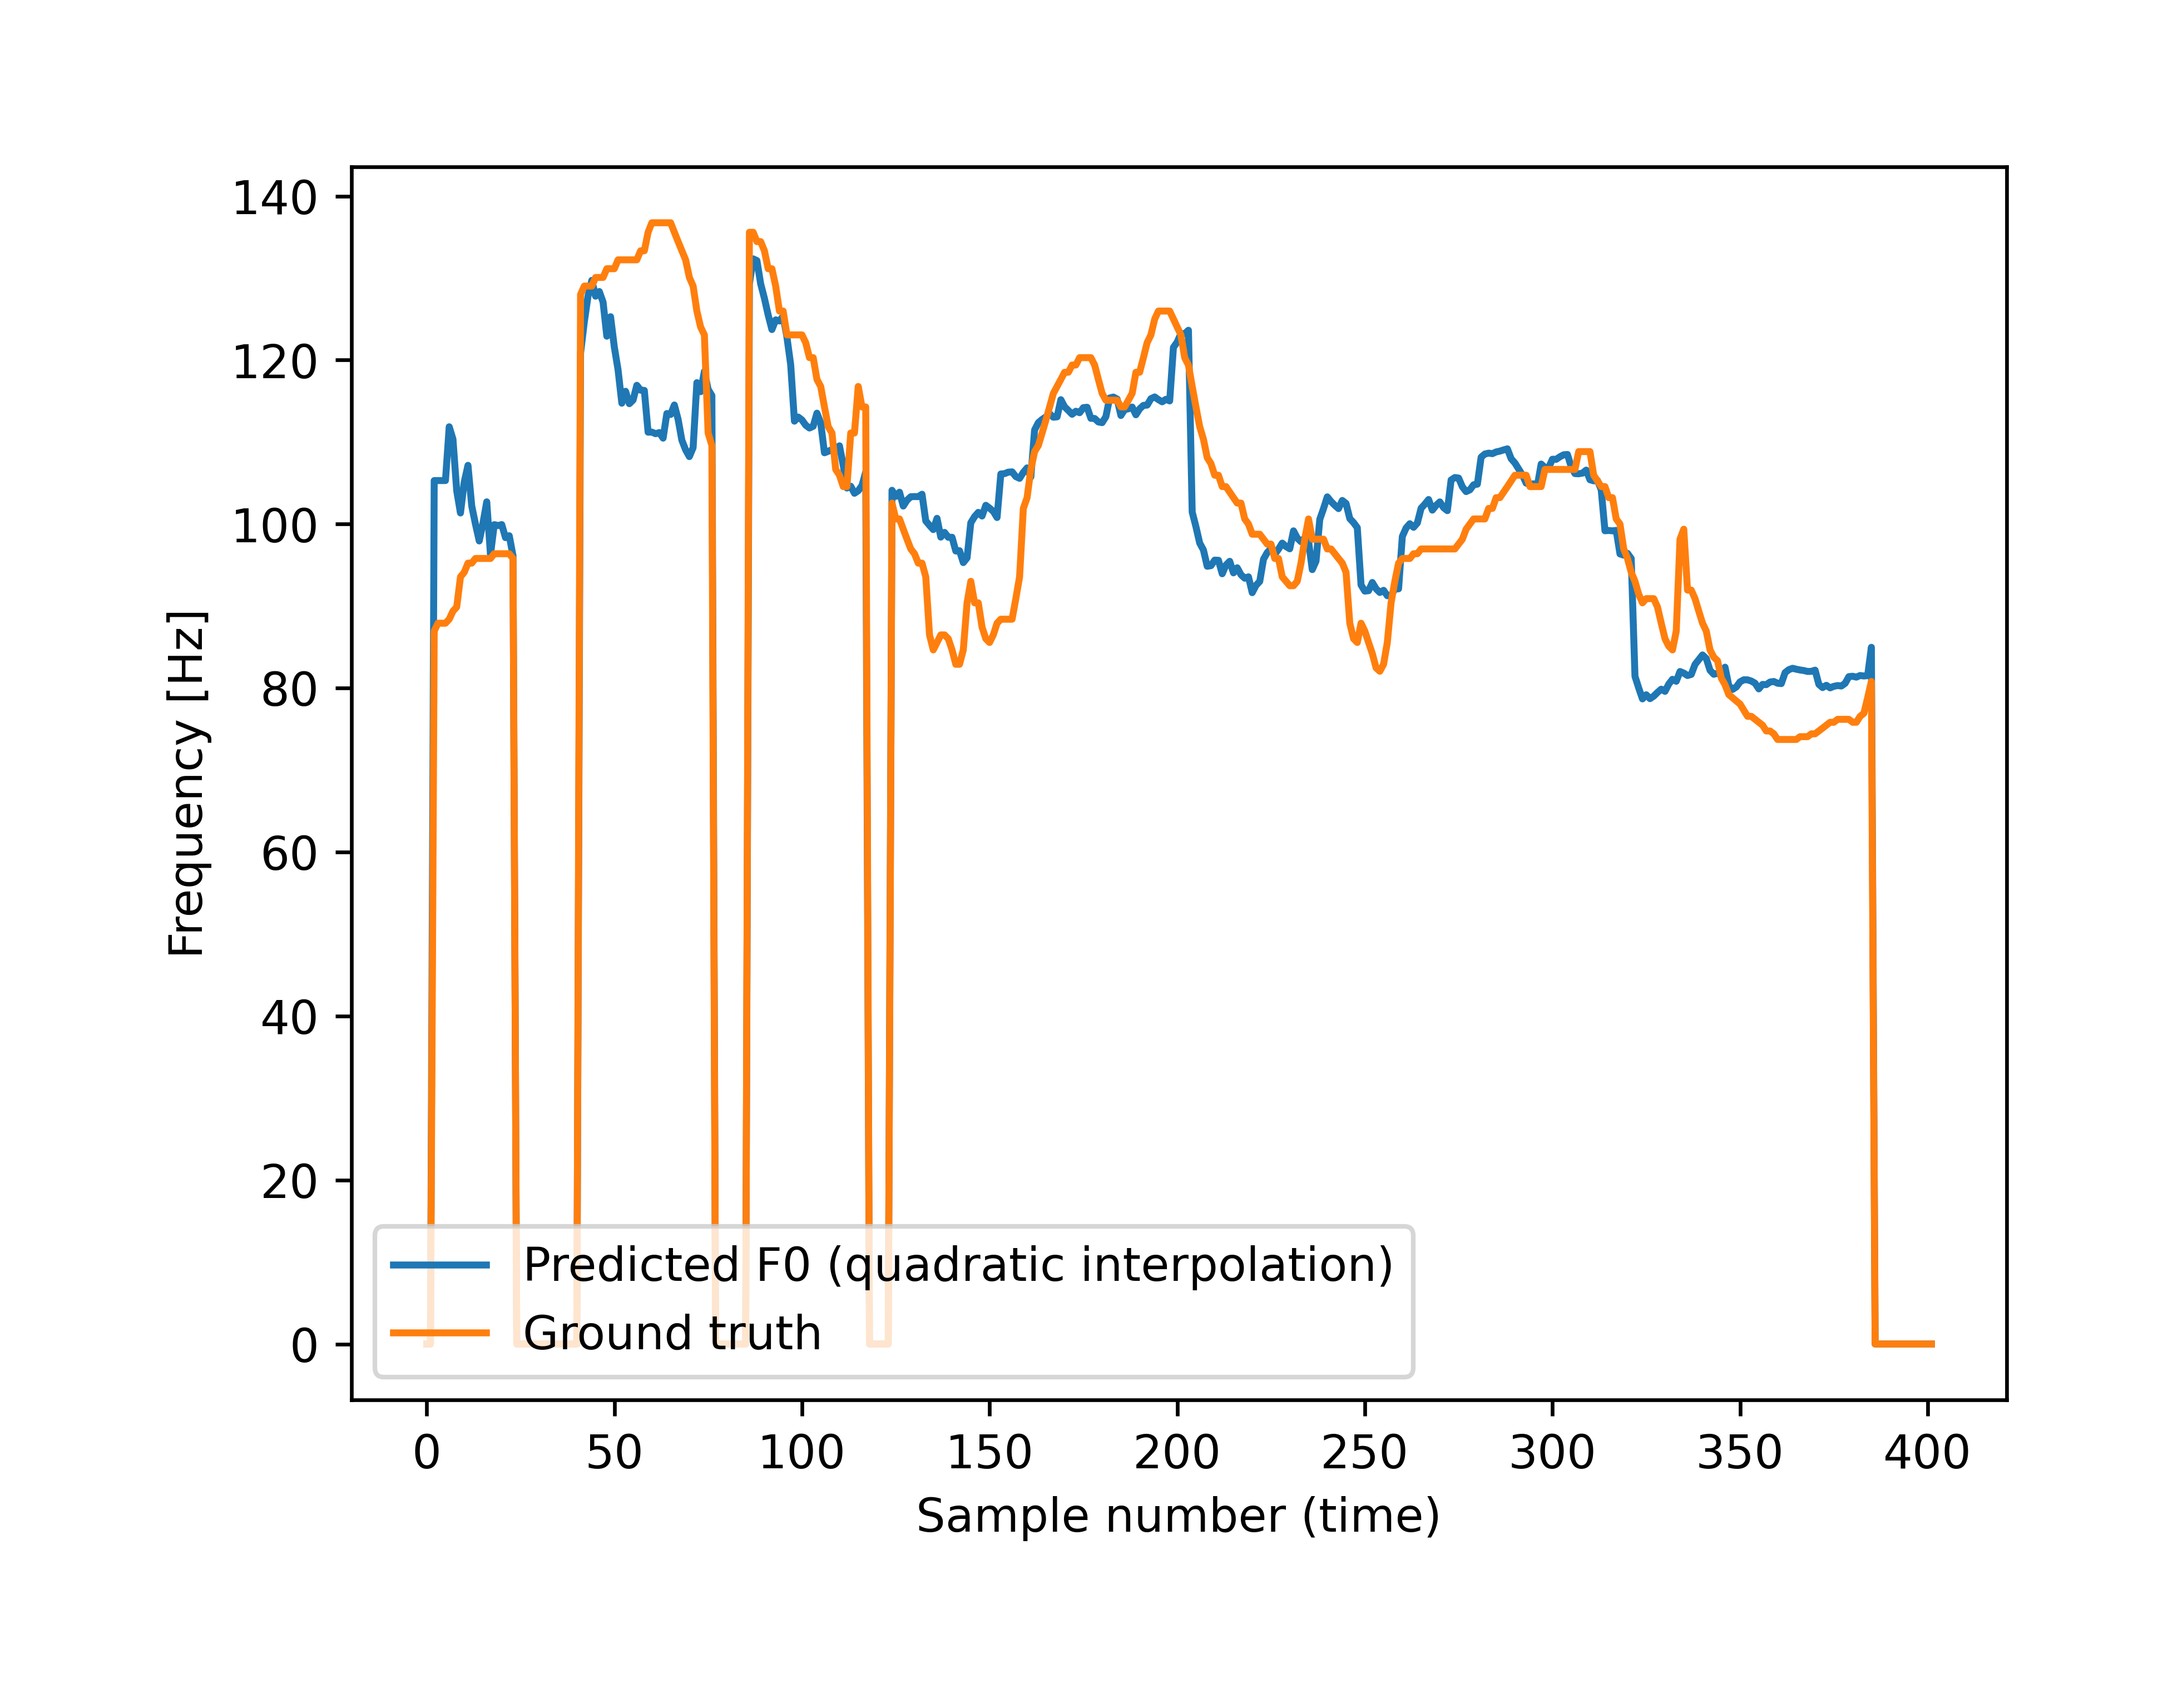 140
120
100
80
60
40
20
0
Frequency [Hz]
Predicted F0 (quadratic interpolation)
Ground truth
0 50 100 150 200 250 300 350 400
Sample number (time)